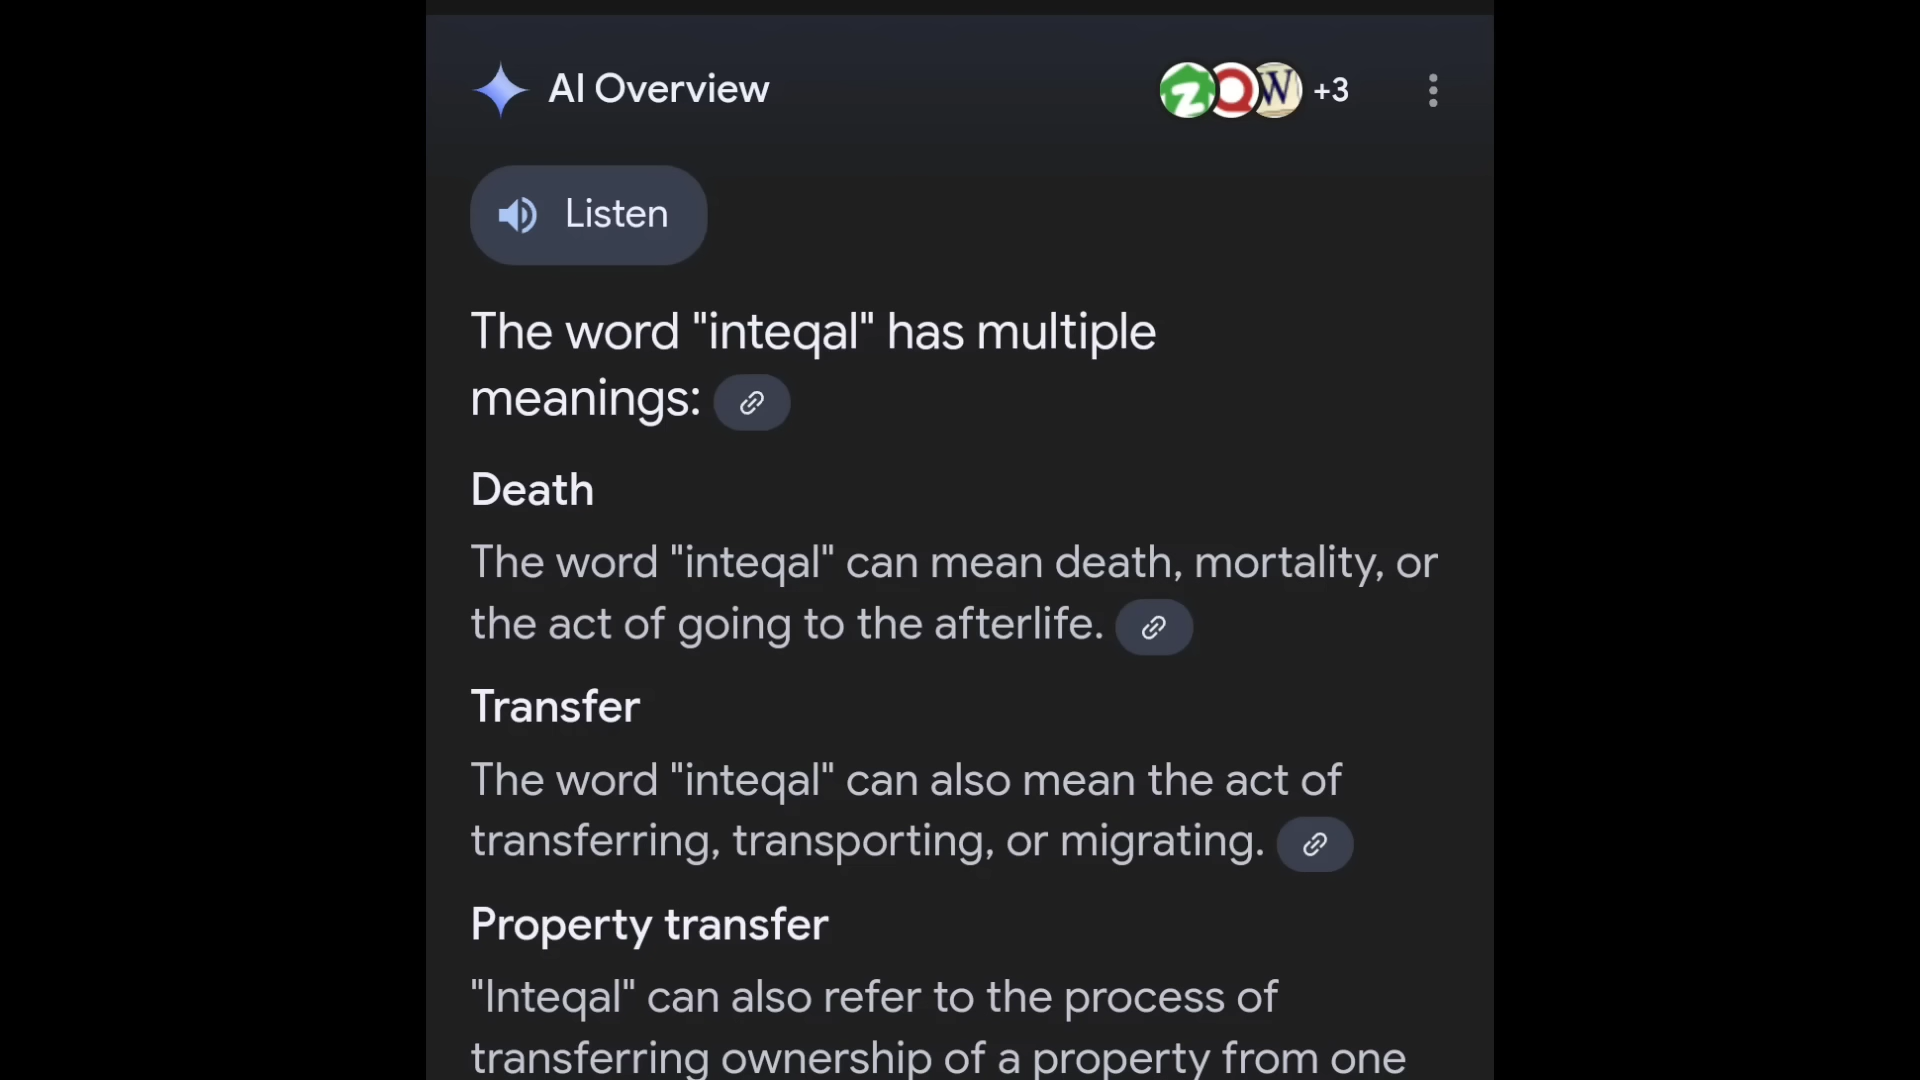 AI Overview
+3
Listen
The word "inteqal" has multiple
meanings:
Death
The word "inteqal" can mean death, mortality, or
the act of going to the afterlife.
Transfer
The word "inteqal" can also mean the act of
transferring, transporting, or migrating.
Property transfer
"Inteqal" can also refer to the process of
transferring ownership of a property from one